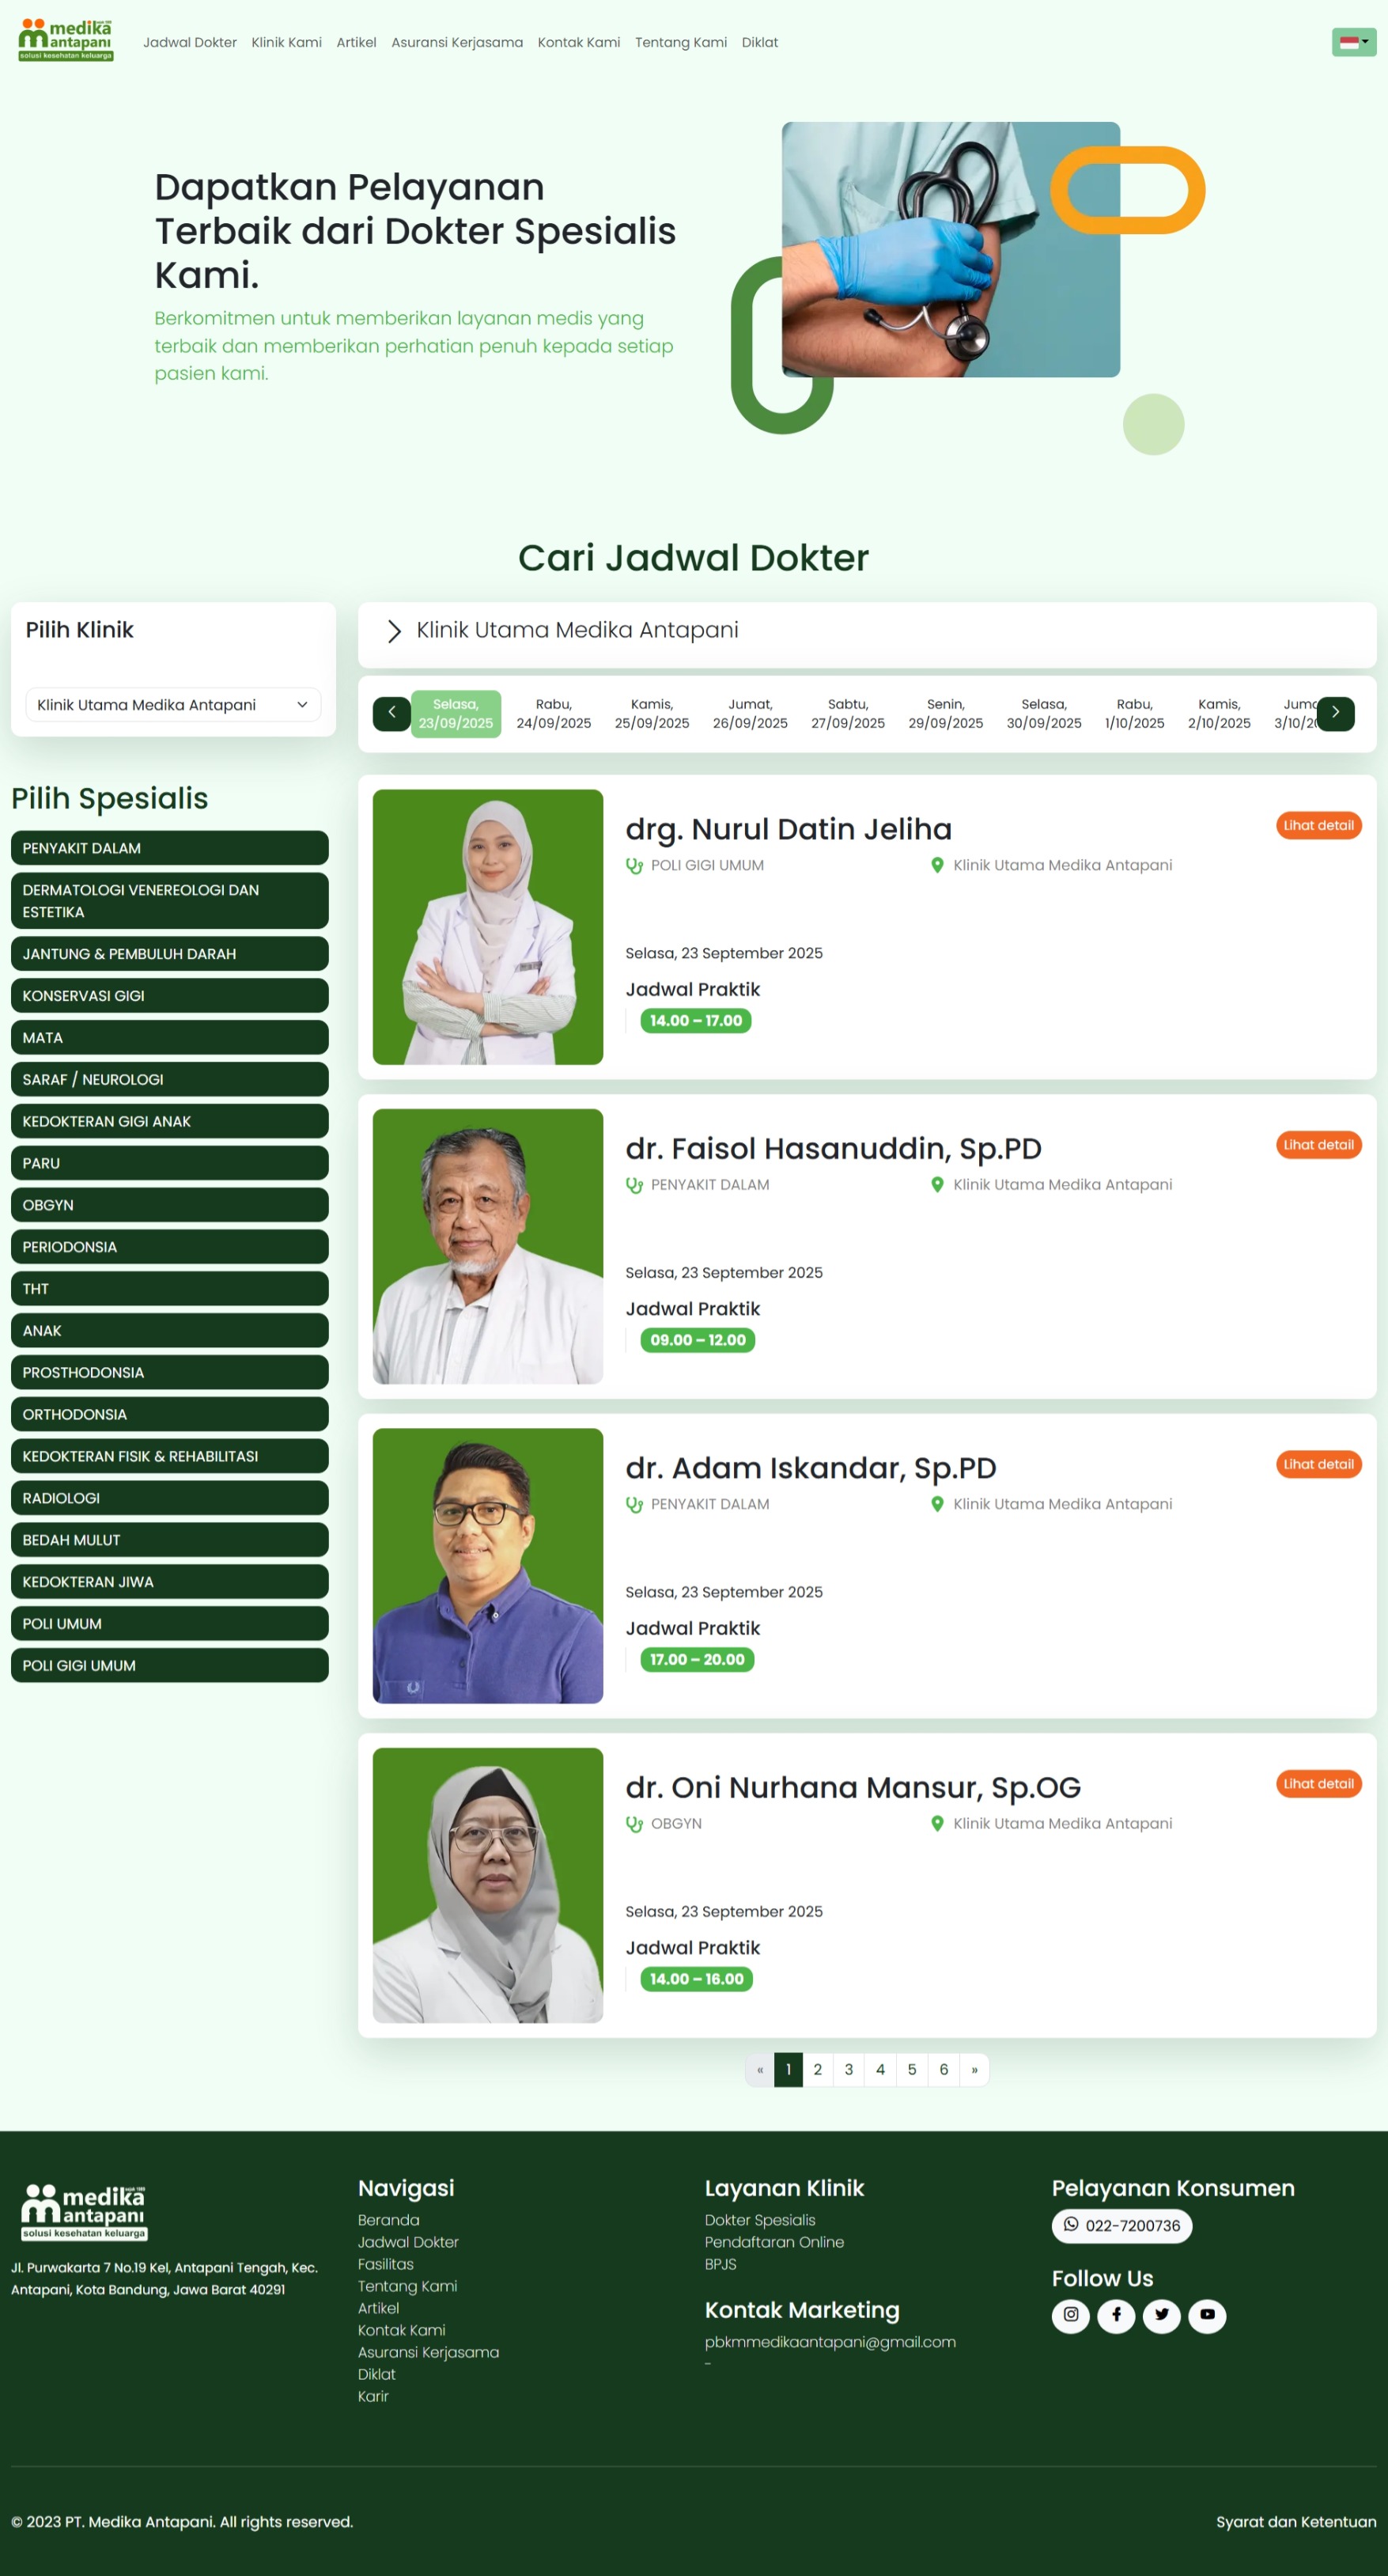 medika
antapani
solusi kesehatan keluarga
Jadwal Dokter Klinik Kami Artikel Asuransi Kerjasama Kontak Kami Tentang Kami Diklat
Dapatkan Pelayanan
Terbaik dari Dokter Spesialis
Kami.
Berkomitmen untuk memberikan layanan medis yang
terbaik dan memberikan perhatian penuh kepada setiap
pasien kami.
Cari Jadwal Dokter
Pilih Klinik
Klinik Utama Medika Antapani
Pilih Spesialis
PENYAKIT DALAM
DERMATOLOGI VENEREOLOGI DAN
ESTETIKA
JANTUNG & PEMBULUH DARAH
KONSERVASI GIGI
MATA
SARAF / NEUROLOGI
KEDOKTERAN GIGI ANAK
PARU
OBGYN
PERIODONSIA
THT
ANAK
PROSTHODONSIA
ORTHODONSIA
KEDOKTERAN FISIK & REHABILITASI
RADIOLOGI
BEDAH MULUT
KEDOKTERAN JIWA
POLI UMUM
POLI GIGI UMUM
Klinik Utama Medika Antapani
Selasa, Rabu, Kamis, Jumat, Sabtu, Senin, Selasa, Rabu, Kamis, Juma
23/09/2025 24/09/2025 25/09/2025 26/09/2025 27/09/2025 29/09/2025 30/09/2025 1/10/2025 2/10/2025 3/10/20
drg. Nurul Datin Jeliha
Lihat detail
POLI GIGI UMUM Klinik Utama Medika Antapani
Selasa, 23 September 2025
Jadwal Praktik
14.00 – 17.00
dr. Faisol Hasanuddin, Sp.PD
Lihat detail
PENYAKIT DALAM Klinik Utama Medika Antapani
Selasa, 23 September 2025
Jadwal Praktik
09.00 – 12.00
dr. Adam Iskandar, Sp.PD
Lihat detail
PENYAKIT DALAM Klinik Utama Medika Antapani
Selasa, 23 September 2025
Jadwal Praktik
17.00 – 20.00
dr. Oni Nurhana Mansur, Sp.OG
Lihat detail
OBGYN Klinik Utama Medika Antapani
Selasa, 23 September 2025
Jadwal Praktik
14.00 – 16.00
« 1 2 3 4 5 6 »
medika
antapani
solusi kesehatan keluarga
Jl. Purwakarta 7 No.19 Kel, Antapani Tengah, Kec.
Antapani, Kota Bandung, Jawa Barat 40291
Navigasi
Beranda
Jadwal Dokter
Fasilitas
Tentang Kami
Artikel
Kontak Kami
Asuransi Kerjasama
Diklat
Karir
Layanan Klinik
Dokter Spesialis
Pendaftaran Online
BPJS
Kontak Marketing
pbkmmedikaantapani@gmail.com
-
Pelayanan Konsumen
022-7200736
Follow Us
© 2023 PT. Medika Antapani. All rights reserved.
Syarat dan Ketentuan